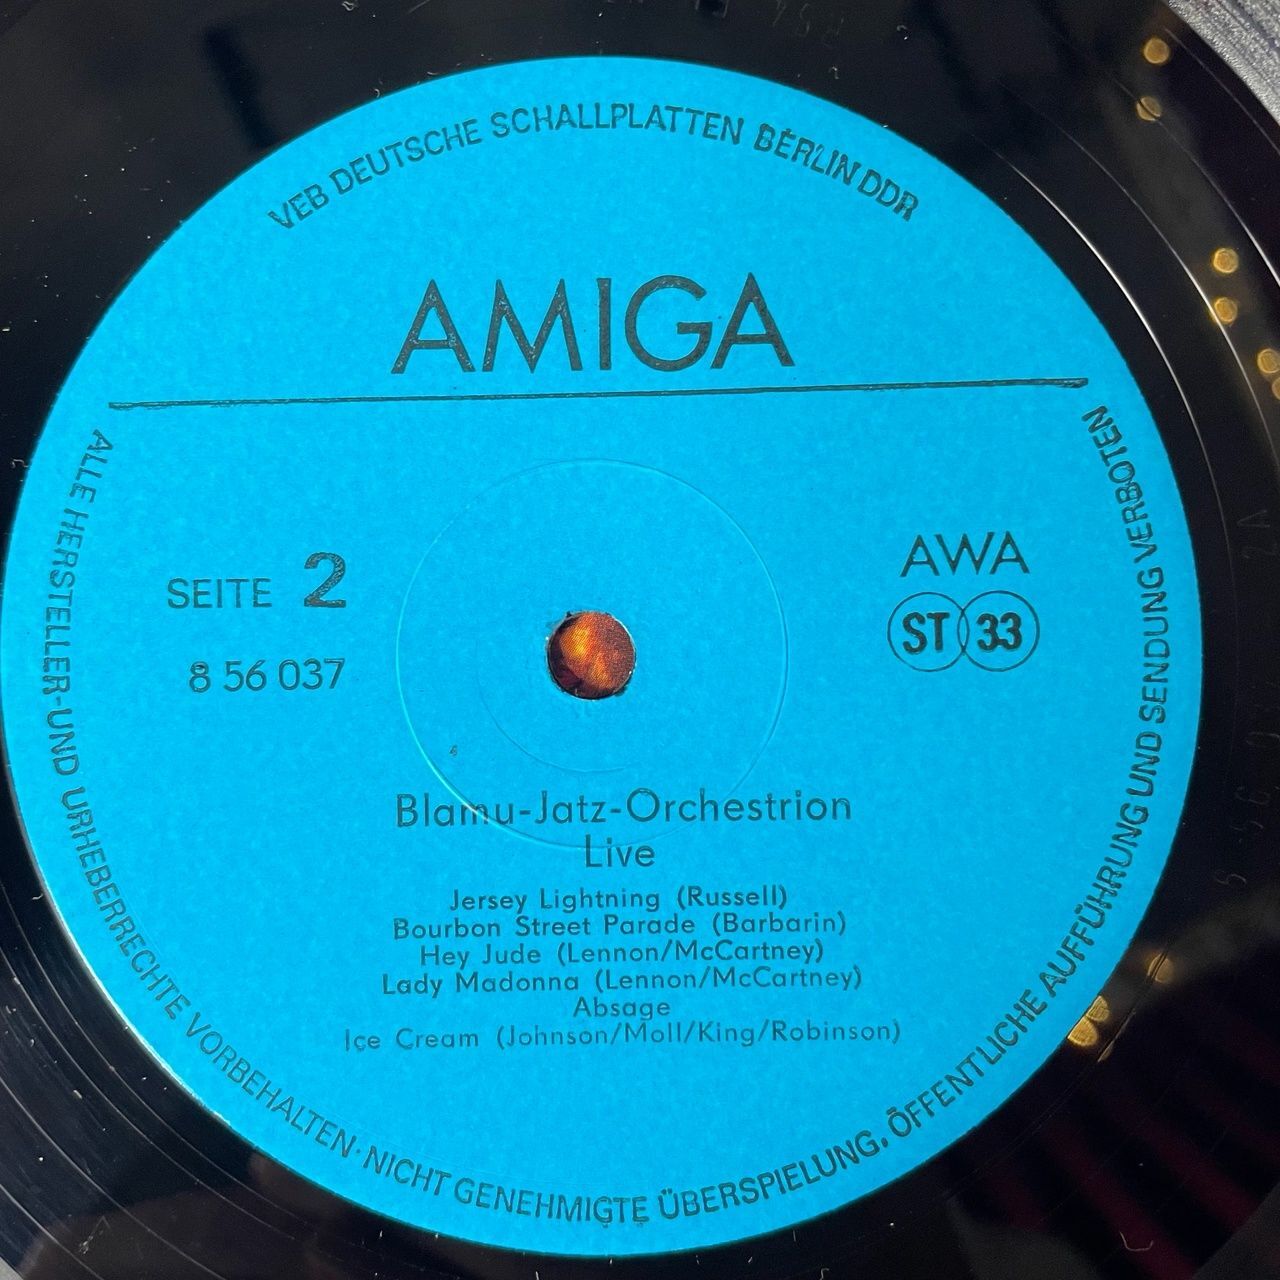 VEB DEUTSCHE SCHALLPLATTEN BERLIN DDR
AMIGA
SEITE 2
8 56 037
AWA
ST 33
Blamu-Jatz-Orchestrion
Live
Jersey Lightning (Russell)
Bourbon Street Parade (Barbarin)
Hey Jude (Lennon/McCartney)
Lady Madonna (Lennon/McCartney)
Absage
Ice Cream (Johnson/Moll/King/Robinson)
ALLE HERSTELLER-UND URHEBERRECHTE VORBEHALTEN· NICHT GENEHMIGTE ÜBERSPIELUNG, ÖFFENTLICHE AUFFÜHRUNG UND SENDUNG VERBOTEN